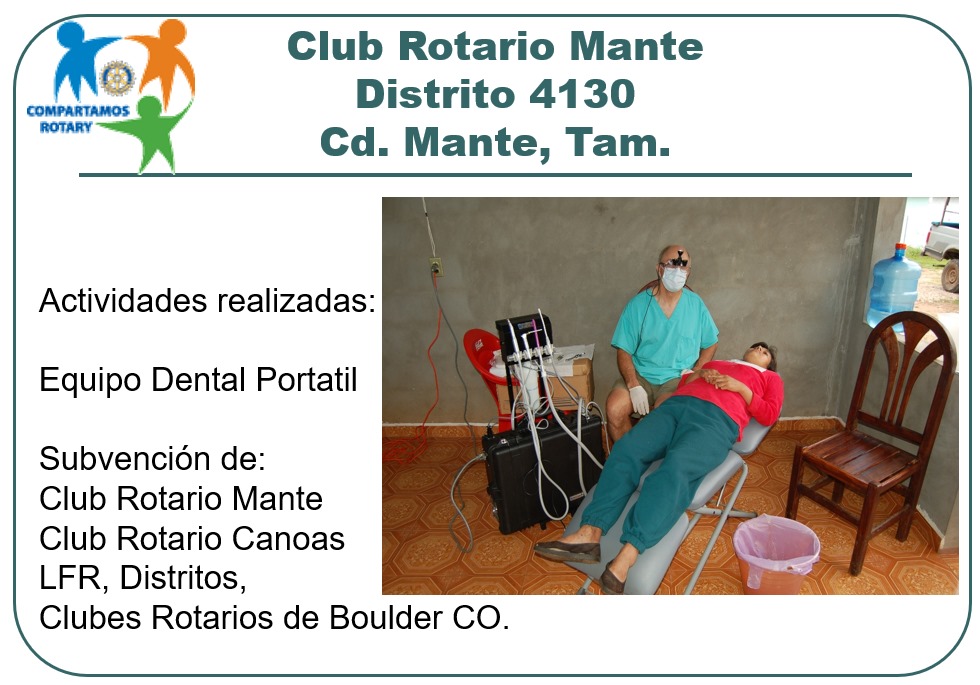 COMPARTAMOS
ROTARY
Club Rotario Mante
Distrito 4130
Cd. Mante, Tam.
Actividades realizadas:
Equipo Dental Portatil
Subvención de:
Club Rotario Mante
Club Rotario Canoas
LFR, Distritos,
Clubes Rotarios de Boulder CO.